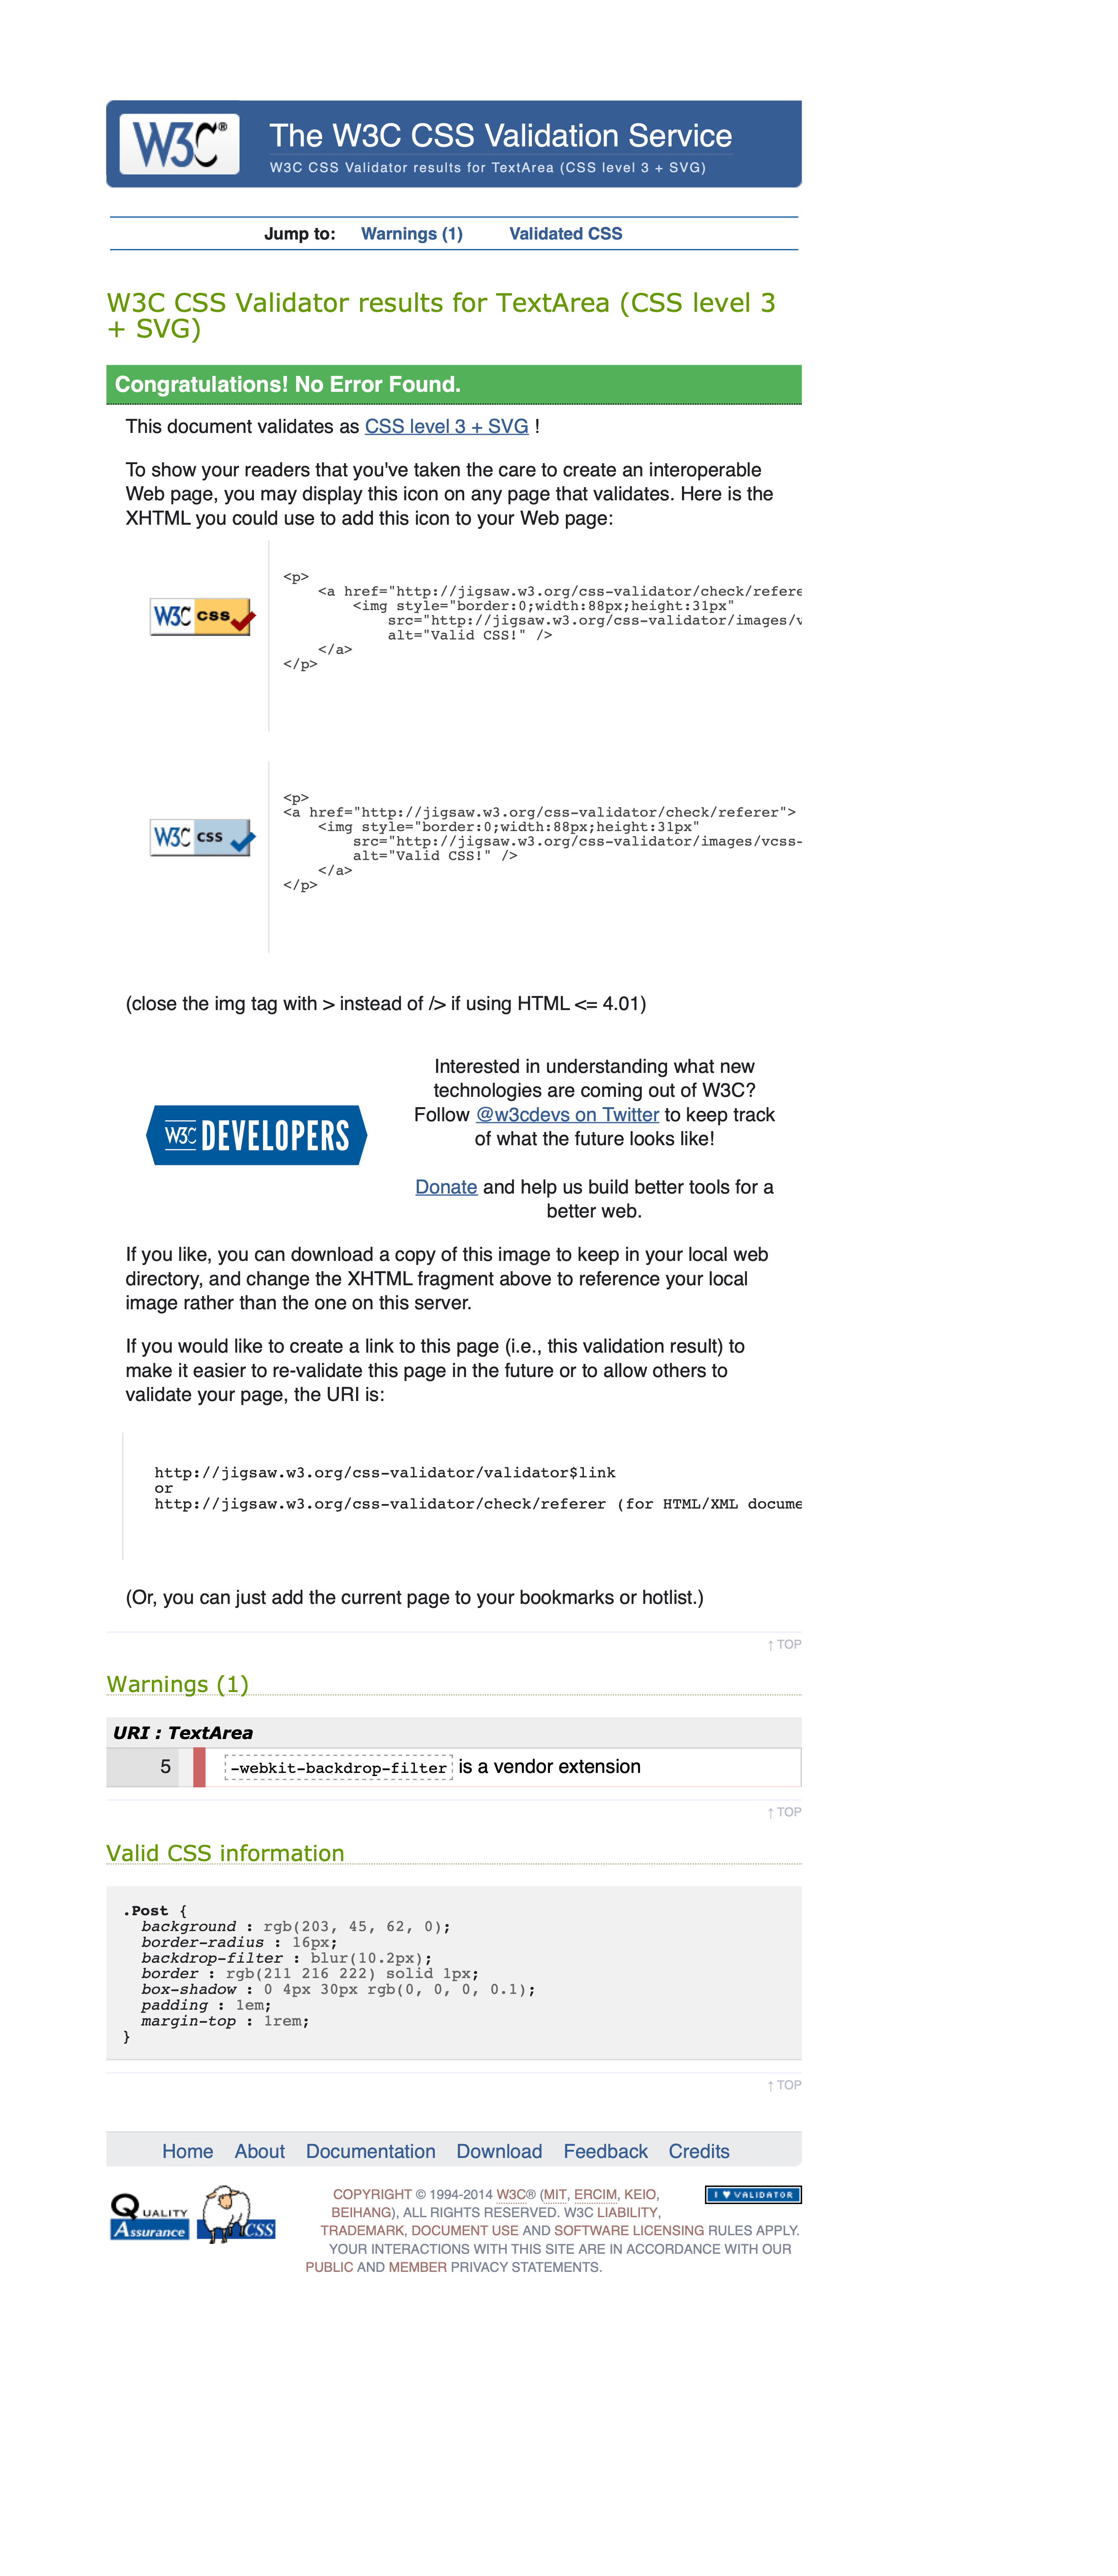 W3C®
The W3C CSS Validation Service
W3C CSS Validator results for TextArea (CSS level 3 + SVG)
Jump to: Warnings (1) Validated CSS
W3C CSS Validator results for TextArea (CSS level 3
+ SVG)
Congratulations! No Error Found.
This document validates as CSS level 3 + SVG !
To show your readers that you've taken the care to create an interoperable
Web page, you may display this icon on any page that validates. Here is the
XHTML you could use to add this icon to your Web page:
W3C css
<p>
<a href="http://jigsaw.w3.org/css-validator/check/refere
<img style="border:0;width:88px;height:31px"
src="http://jigsaw.w3.org/css-validator/images/v
alt="Valid CSS!" />
</a>
</p>
W3C css
<p>
<a href="http://jigsaw.w3.org/css-validator/check/referer">
<img style="border:0;width:88px;height:31px"
src="http://jigsaw.w3.org/css-validator/images/vcss-
alt="Valid CSS!" />
</a>
</p>
(close the img tag with > instead of /> if using HTML <= 4.01)
W3C DEVELOPERS
Interested in understanding what new
technologies are coming out of W3C?
Follow @w3cdevs on Twitter to keep track
of what the future looks like!
Donate and help us build better tools for a
better web.
If you like, you can download a copy of this image to keep in your local web
directory, and change the XHTML fragment above to reference your local
image rather than the one on this server.
If you would like to create a link to this page (i.e., this validation result) to
make it easier to re-validate this page in the future or to allow others to
validate your page, the URI is:
http://jigsaw.w3.org/css-validator/validator$link
or
http://jigsaw.w3.org/css-validator/check/referer (for HTML/XML docume
(Or, you can just add the current page to your bookmarks or hotlist.)
↑ TOP
Warnings (1)
URI : TextArea
5 -webkit-backdrop-filter is a vendor extension
↑ TOP
Valid CSS information
.Post {
background : rgb(203, 45, 62, 0);
border-radius : 16px;
backdrop-filter : blur(10.2px);
border : rgb(211 216 222) solid 1px;
box-shadow : 0 4px 30px rgb(0, 0, 0, 0.1);
padding : 1em;
margin-top : 1rem;
}
↑ TOP
Home About Documentation Download Feedback Credits
QUALITY
Assurance
CSS
COPYRIGHT © 1994-2014 W3C® (MIT, ERCIM, KEIO,
BEIHANG), ALL RIGHTS RESERVED. W3C LIABILITY,
TRADEMARK, DOCUMENT USE AND SOFTWARE LICENSING RULES APPLY.
YOUR INTERACTIONS WITH THIS SITE ARE IN ACCORDANCE WITH OUR
PUBLIC AND MEMBER PRIVACY STATEMENTS.
I ♥ VALIDATOR